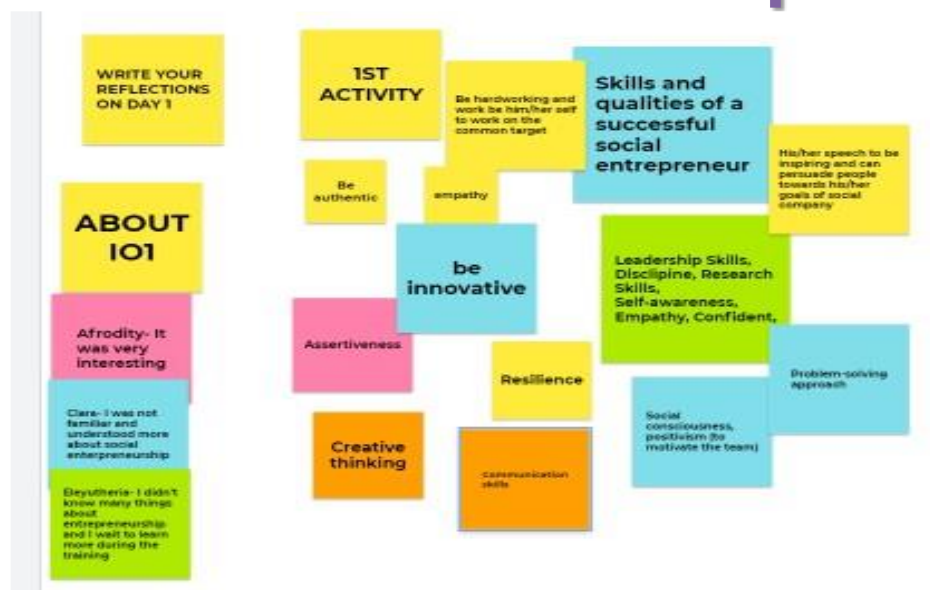 WRITE YOUR
REFLECTIONS
ON DAY 1
ABOUT
IO1
Afrodity- It
was very
interesting
Clara- I was not
familiar and
understood more
about social
enterpreneurship
Eleyutheria- I didn't
know many things
about
entrepreneurship
and I wait to learn
more during the
training
1ST
ACTIVITY
Be hardworking and
work be him/her self
to work on the
common target
Skills and
qualities of a
successful
social
entrepreneur
His/her speech to be
inspiring and can
persuade people
towards his/her
goals of social
company
Be
authentic
empathy
be
innovative
Leadership Skills,
Disclipine, Research
Skills,
Self-awareness,
Empathy, Confident,
Assertiveness
Resilience
Problem-solving
approach
Social
consciousness,
positivism (to
motivate the team)
Creative
thinking
Communication
skills